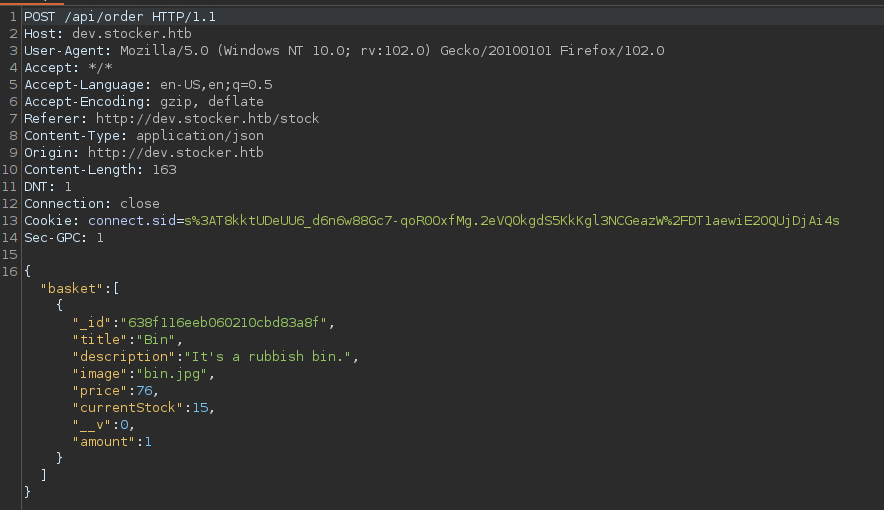 1 POST /api/order HTTP/1.1
2 Host: dev.stocker.htb
3 User-Agent: Mozilla/5.0 (Windows NT 10.0; rv:102.0) Gecko/20100101 Firefox/102.0
4 Accept: */*
5 Accept-Language: en-US,en;q=0.5
6 Accept-Encoding: gzip, deflate
7 Referer: http://dev.stocker.htb/stock
8 Content-Type: application/json
9 Origin: http://dev.stocker.htb
10 Content-Length: 163
11 DNT: 1
12 Connection: close
13 Cookie: connect.sid=s%3AT8kktUDeUU6_d6n6w88Gc7-qoR0OxfMg.2eVQ0kgdS5KkKgl3NCGeazW%2FDT1aewiE2OQUjDjAi4s
14 Sec-GPC: 1
15
16 {
"basket":[
{
"_id":"638f116eeb060210cbd83a8f",
"title":"Bin",
"description":"It's a rubbish bin.",
"image":"bin.jpg",
"price":76,
"currentStock":15,
"__v":0,
"amount":1
}
]
}